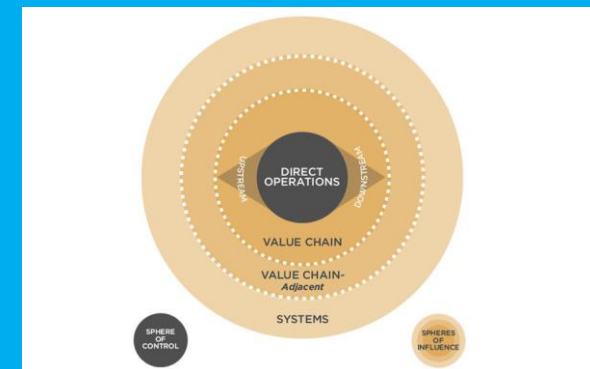 UPSTREAM
DIRECT
OPERATIONS
DOWNSTREAM
VALUE CHAIN
VALUE CHAIN-
Adjacent
SYSTEMS
SPHERE
OF
CONTROL
SPHERES
OF
INFLUENCE